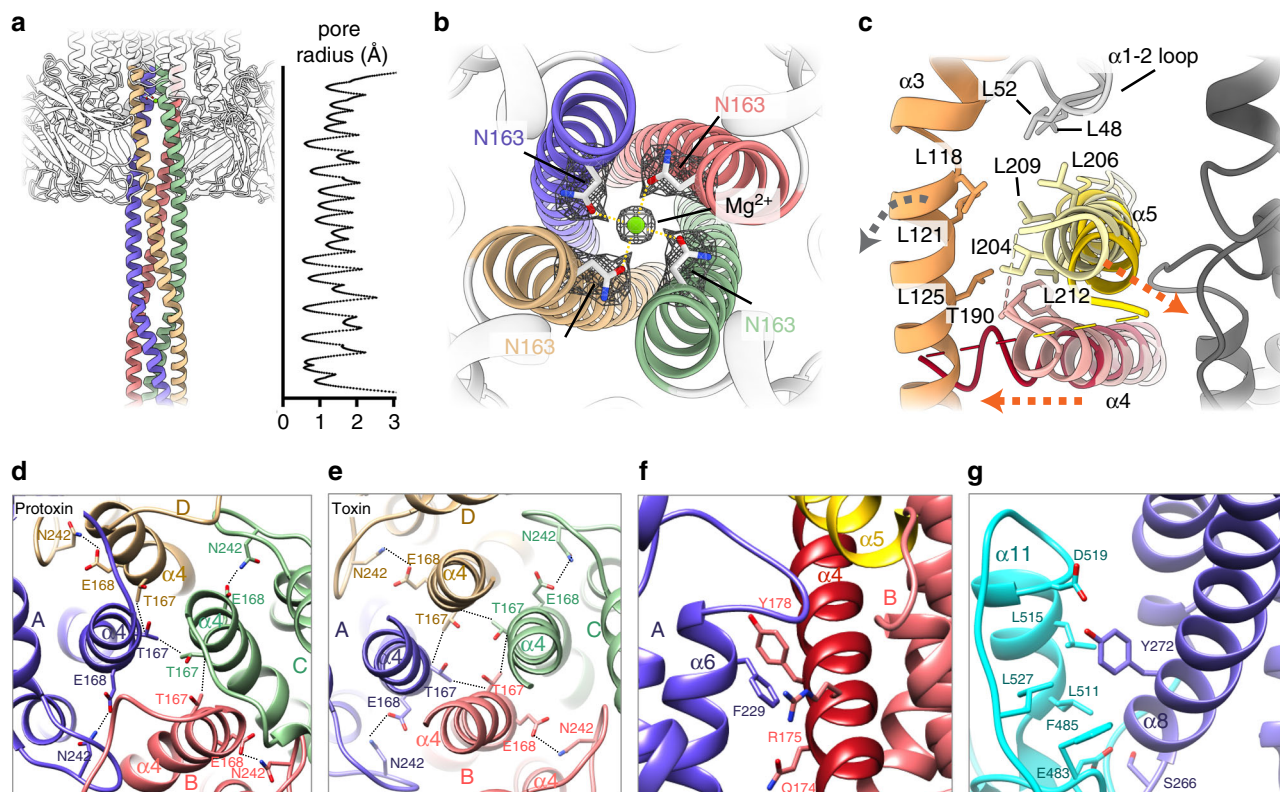 a
pore
radius (Å)
0 1 2 3
b
N163
N163
Mg2+
N163
N163
c
α1-2 loop
α3
L52
L48
L118
L209
L206
α5
L121
I204
L125
L212
T190
α4
d
Protoxin
D
N242
N242
E168
α4
E168
T167
A
α4
α4
T167
T167
C
E168
T167
N242
α4
B
E168
N242
e
Toxin
D
N242
E168
N242
α4
E168
T167
T167
A
α4
α4
C
T167
T167
E168
α4
N242
E168
N242
B
α4
f
α5
α4
Y178
B
A
α6
F229
R175
Q174
g
α11
D519
L515
Y272
L527
L511
F485
α8
E483
S266